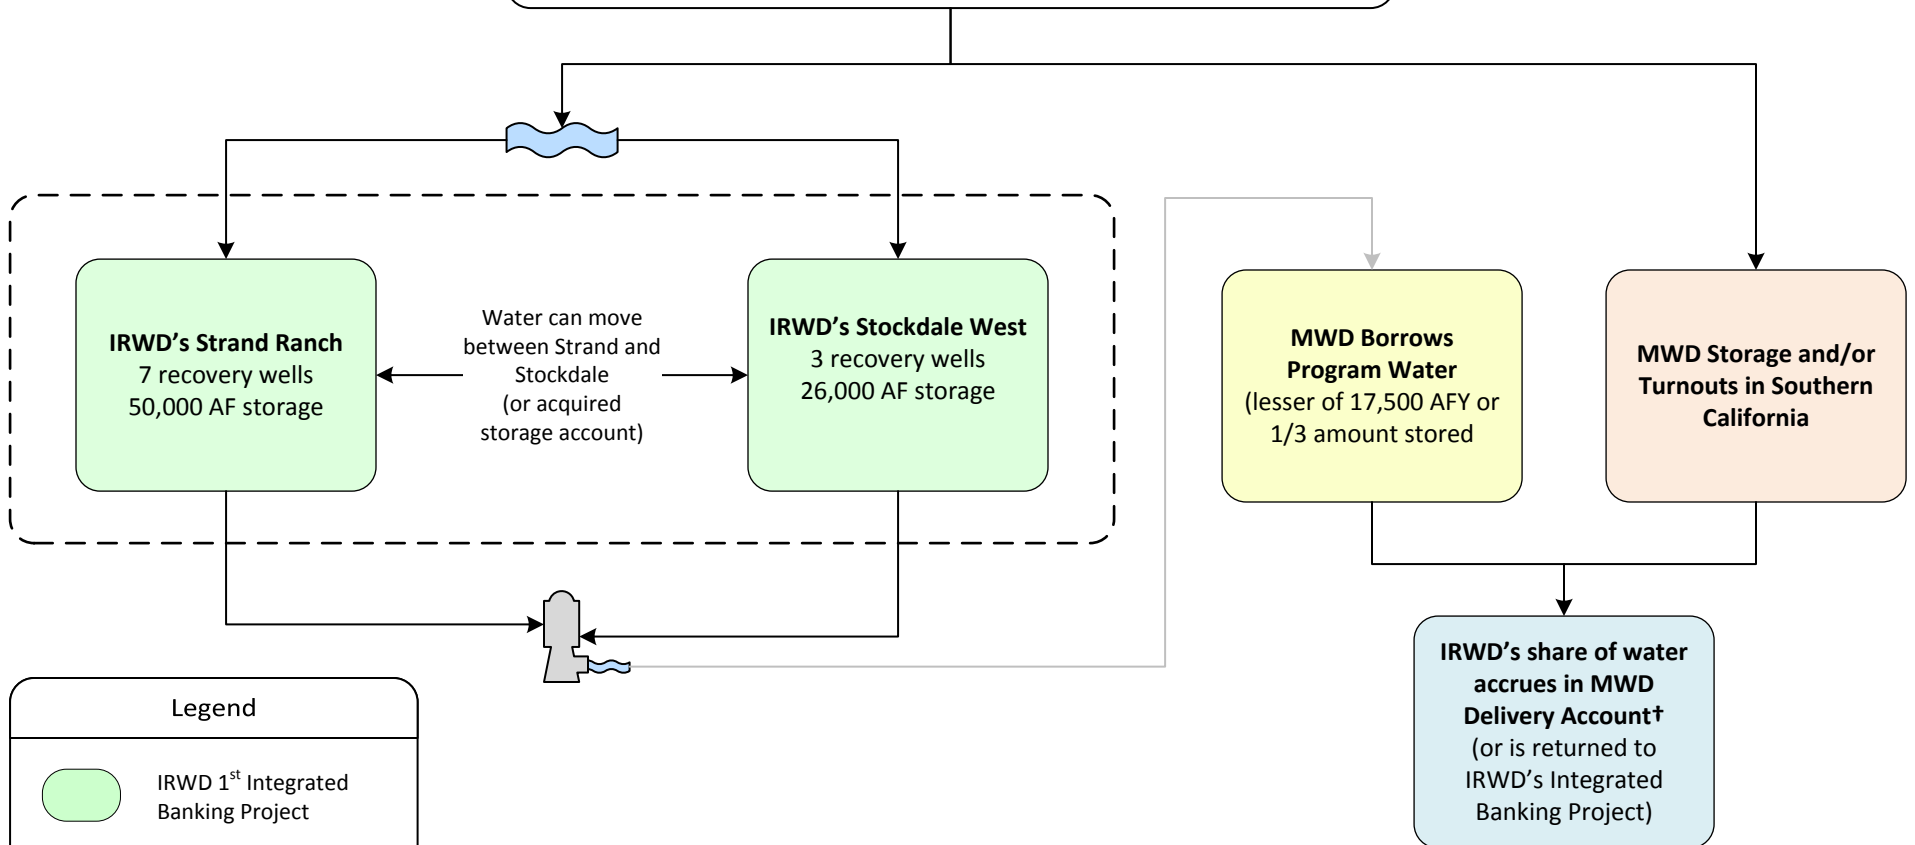 IRWD’s Strand Ranch
7 recovery wells
50,000 AF storage
Water can move
between Strand and
Stockdale
(or acquired
storage account)
IRWD’s Stockdale West
3 recovery wells
26,000 AF storage
MWD Borrows
Program Water
(lesser of 17,500 AFY or
1/3 amount stored
MWD Storage and/or
Turnouts in Southern
California
IRWD’s share of water
accrues in MWD
Delivery Account†
(or is returned to
IRWD’s Integrated
Banking Project)
Legend
IRWD 1st Integrated
Banking Project